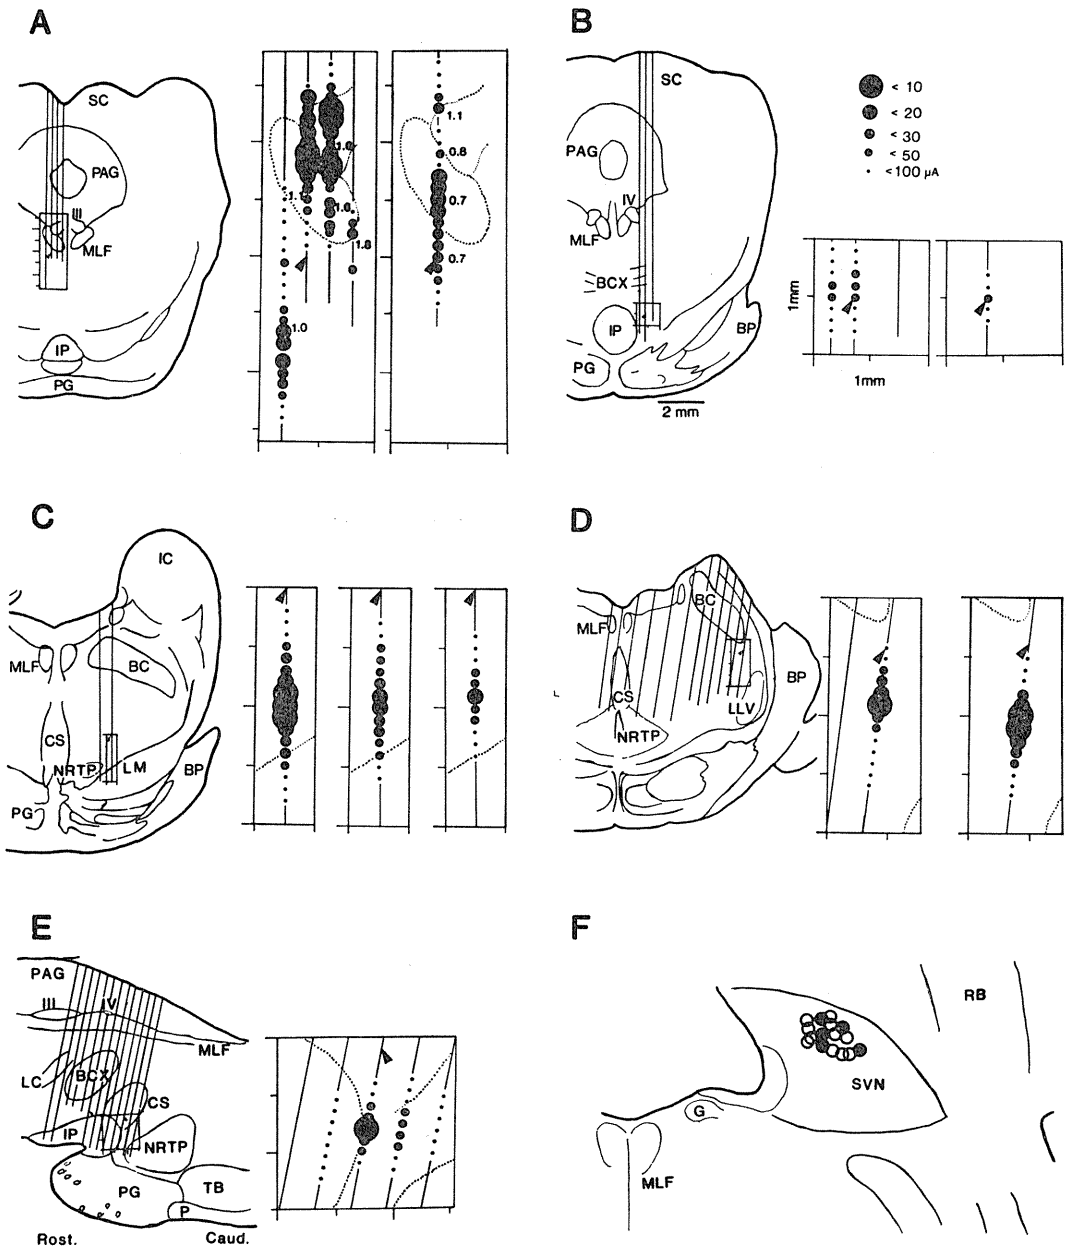 A
SC
PAG
III
MLF
IP
PG
1.0
1.1
1.0
1.8
1.0
1.1
0.8
0.7
0.7
B
SC
PAG
IV
MLF
BCX
IP
BP
PG
2 mm
< 10
< 20
< 30
< 50
<100 µA
1mm
1mm
C
IC
MLF
BC
CS
NRTP
LM
BP
PG
D
BC
MLF
BP
CS
LLV
NRTP
E
PAG
III
IV
MLF
LC
BCX
CS
IP
NRTP
PG
TB
P
Rost.
Caud.
F
RB
SVN
G
MLF